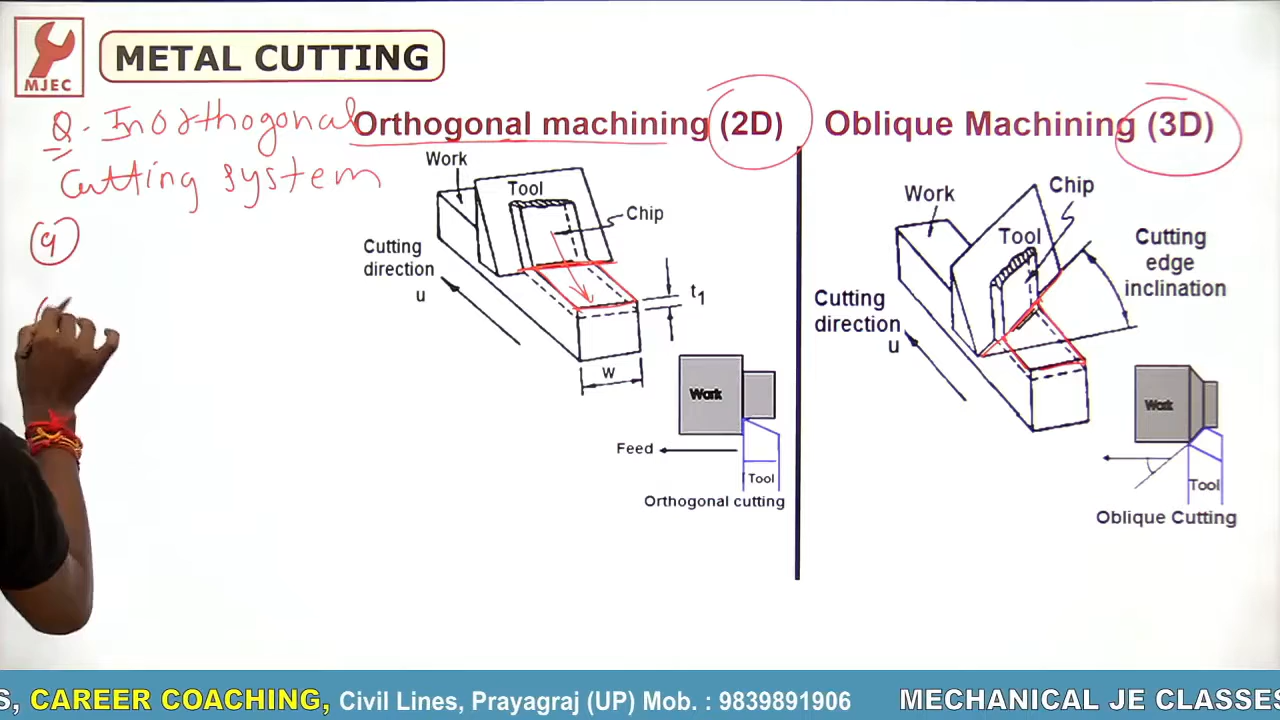 MJEC
METAL CUTTING
Q. In orthogonal
Cutting system
(a)
Orthogonal machining (2D)
Work
Tool
Chip
Cutting
direction
u
t1
w
Work
Feed
Tool
Orthogonal cutting
Oblique Machining (3D)
Work
Chip
Tool
Cutting
edge
inclination
Cutting
direction
u
Work
Tool
Oblique Cutting
S, CAREER COACHING, Civil Lines, Prayagraj (UP) Mob. : 9839891906 MECHANICAL JE CLASSES